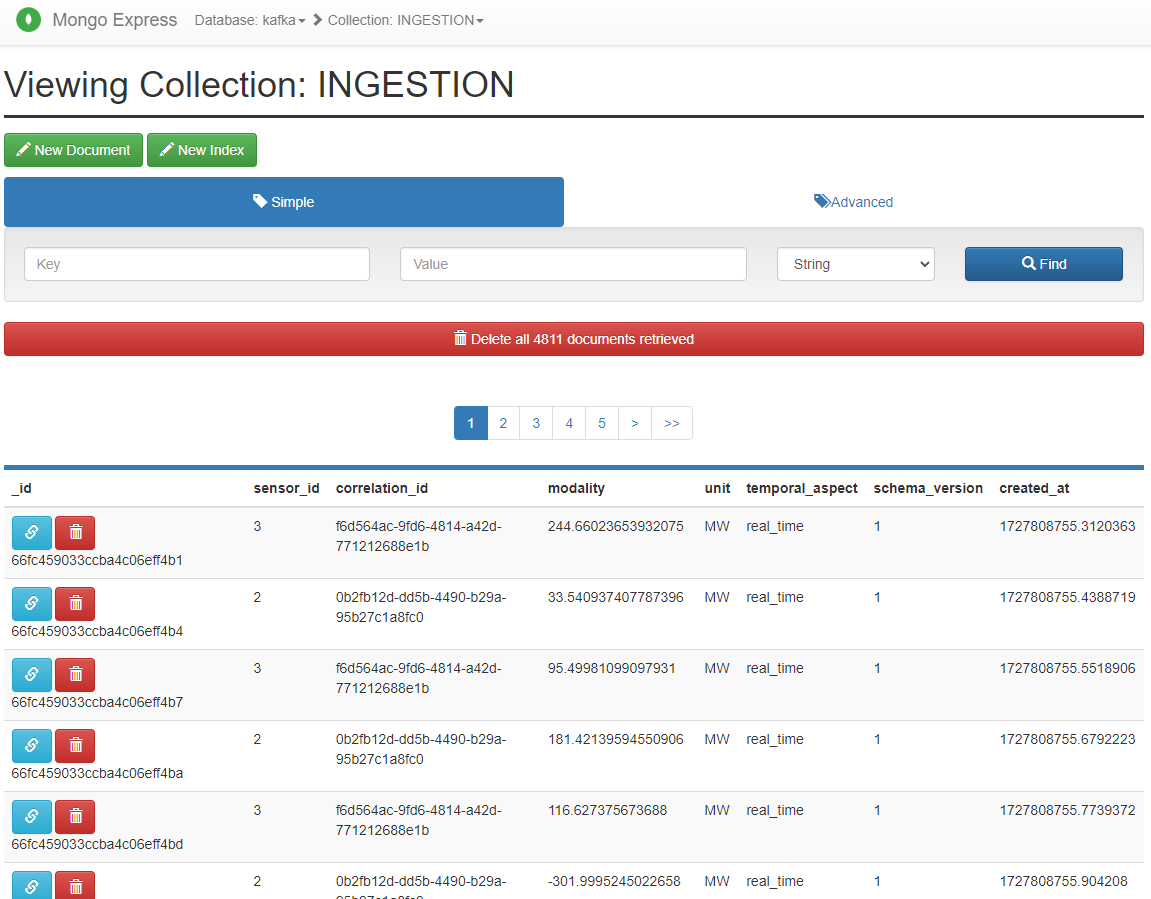 Mongo Express Database: kafka Collection: INGESTION
Viewing Collection: INGESTION
New Document New Index
Simple Advanced
Key Value String Find
Delete all 4811 documents retrieved
1 2 3 4 5 > >>
_id sensor_id correlation_id modality unit temporal_aspect schema_version created_at
3 f6d564ac-9fd6-4814-a42d- 244.66023653932075 MW real_time 1 1727808755.3120363
771212688e1b
66fc459033ccba4c06eff4b1
2 0b2fb12d-dd5b-4490-b29a- 33.540937407787396 MW real_time 1 1727808755.4388719
95b27c1a8fc0
66fc459033ccba4c06eff4b4
3 f6d564ac-9fd6-4814-a42d- 95.49981099097931 MW real_time 1 1727808755.5518906
771212688e1b
66fc459033ccba4c06eff4b7
2 0b2fb12d-dd5b-4490-b29a- 181.42139594550906 MW real_time 1 1727808755.6792223
95b27c1a8fc0
66fc459033ccba4c06eff4ba
3 f6d564ac-9fd6-4814-a42d- 116.627375673688 MW real_time 1 1727808755.7739372
771212688e1b
66fc459033ccba4c06eff4bd
2 0b2fb12d-dd5b-4490-b29a- -301.9995245022658 MW real_time 1 1727808755.904208